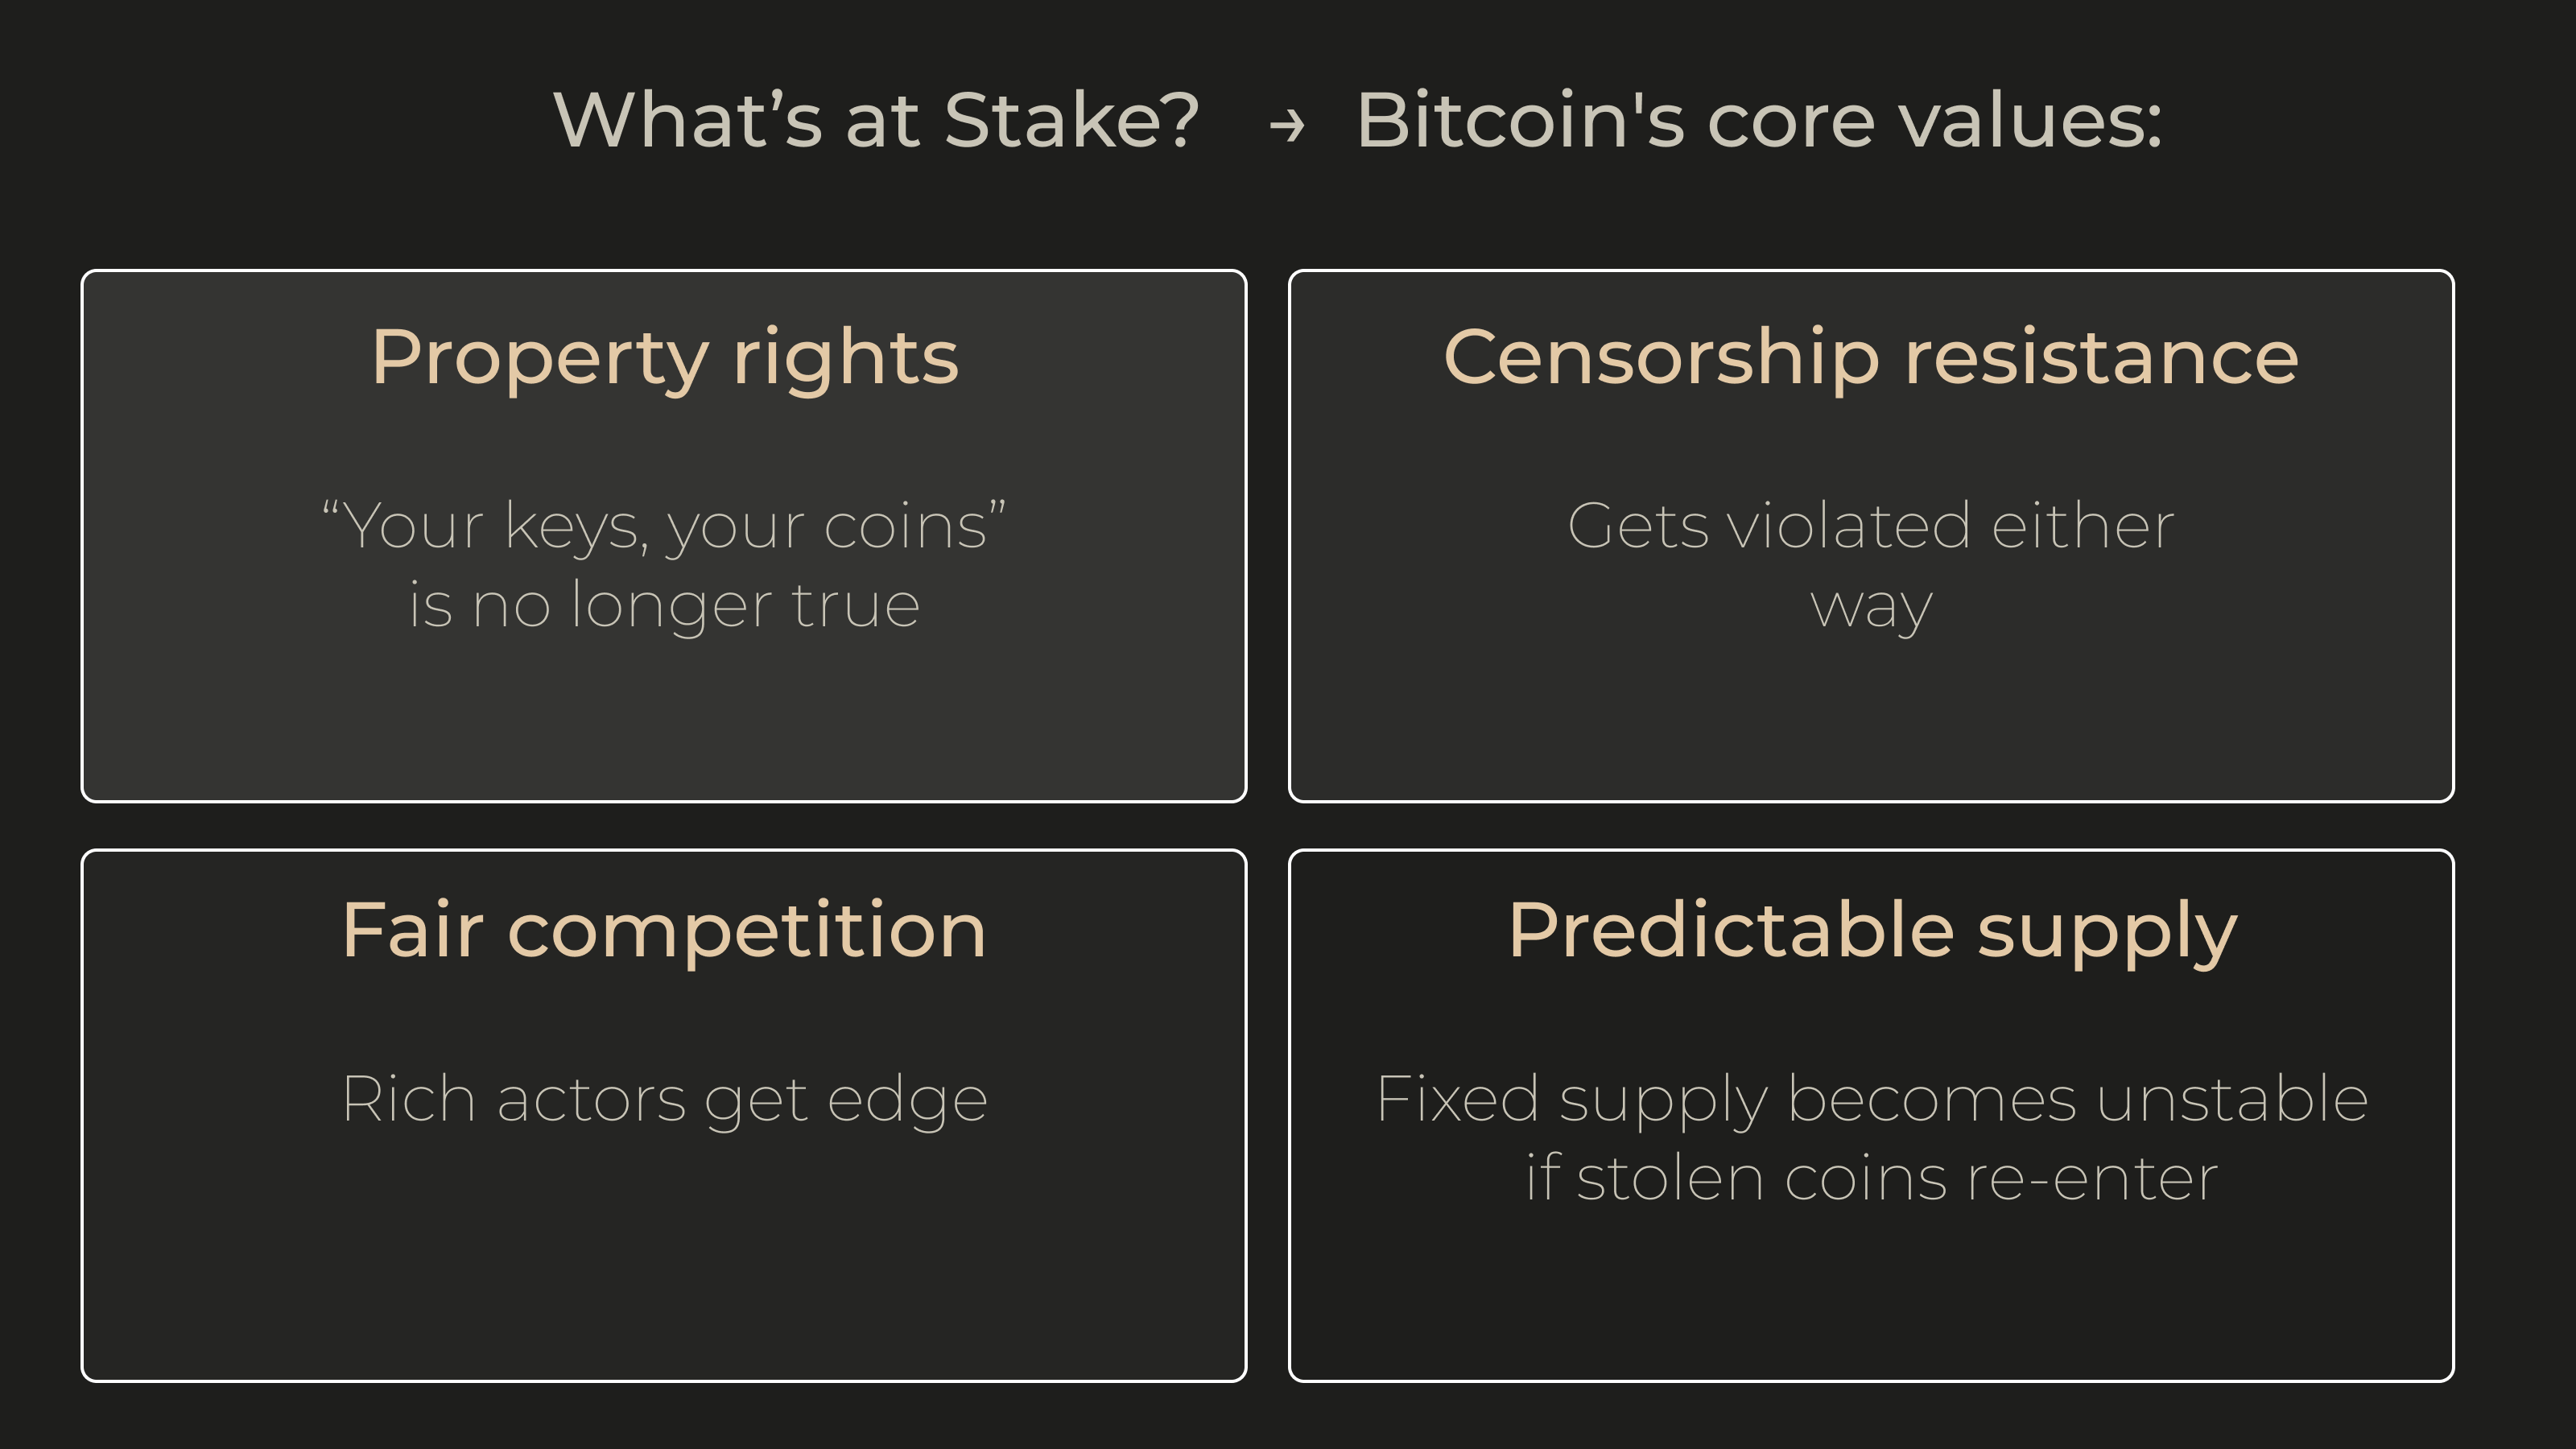 What’s at Stake? → Bitcoin's core values:
Property rights
“Your keys, your coins”
is no longer true
Censorship resistance
Gets violated either
way
Fair competition
Rich actors get edge
Predictable supply
Fixed supply becomes unstable
if stolen coins re-enter